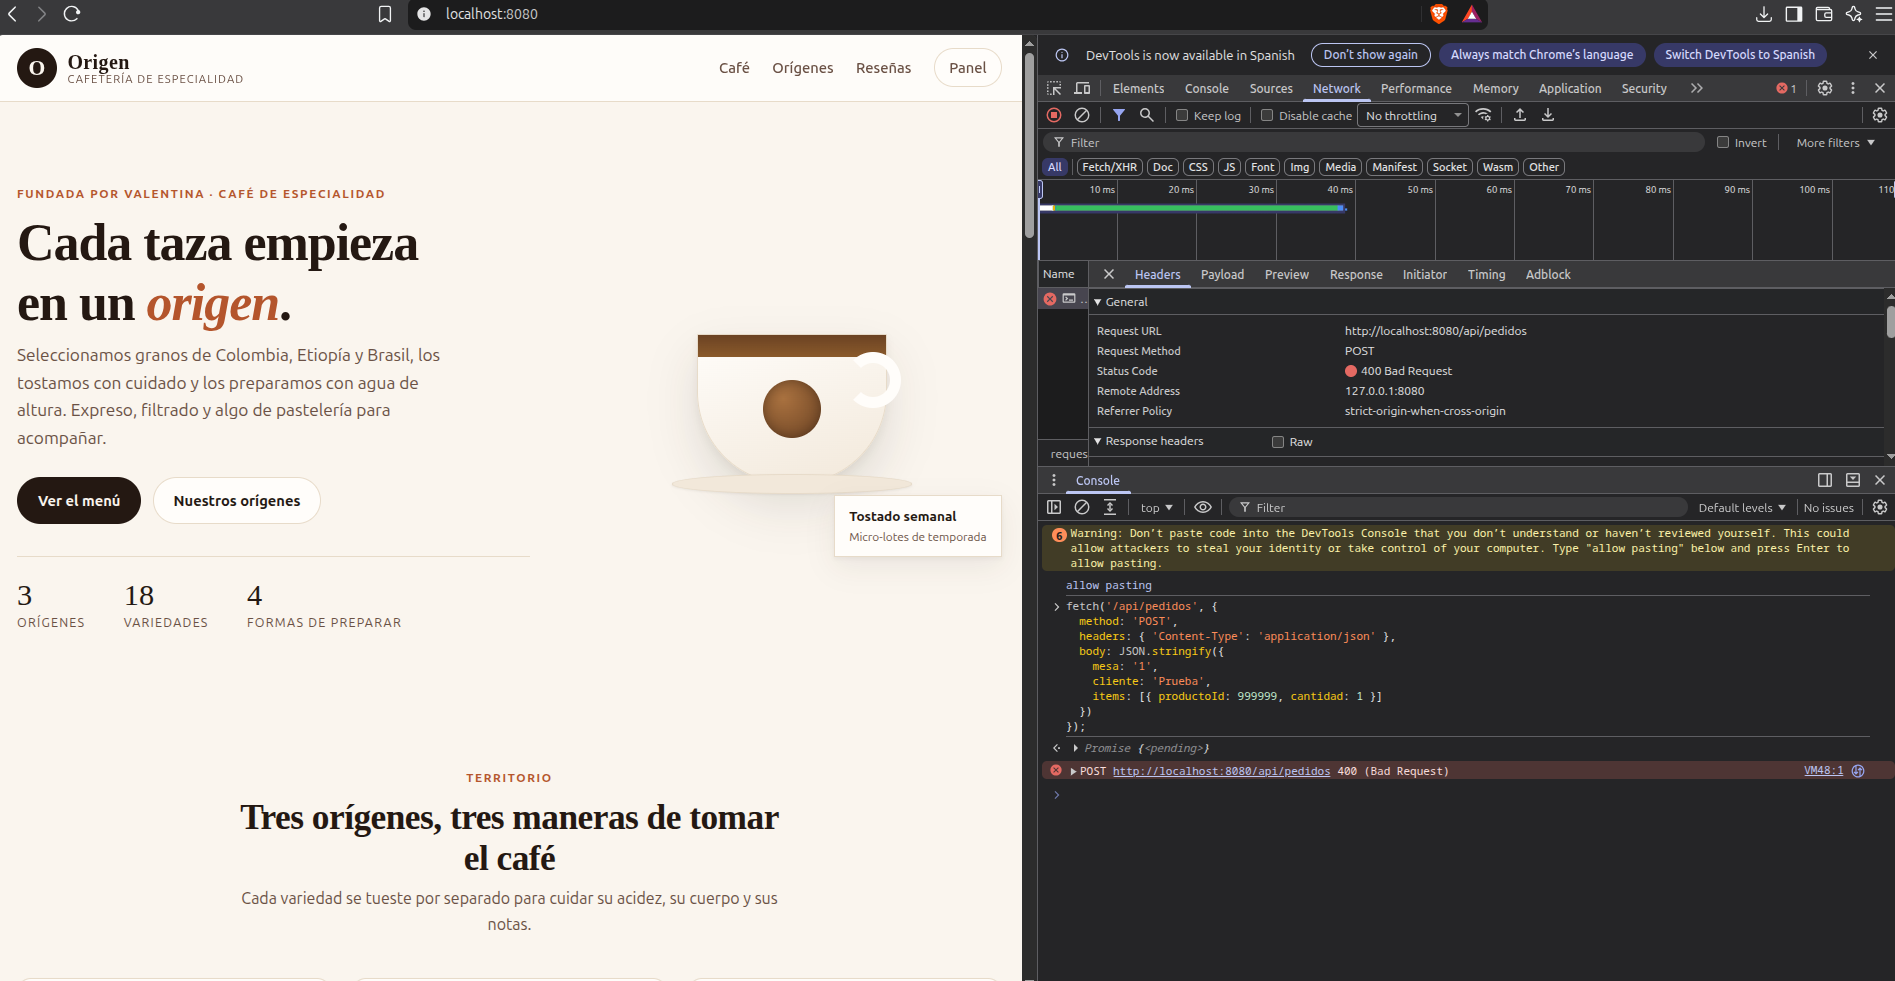 localhost:8080
O
Origen
CAFETERÍA DE ESPECIALIDAD
Café
Orígenes
Reseñas
Panel
FUNDADA POR VALENTINA · CAFÉ DE ESPECIALIDAD
Cada taza empieza
en un origen.
Seleccionamos granos de Colombia, Etiopía y Brasil, los
tostamos con cuidado y los preparamos con agua de
altura. Expreso, filtrado y algo de pastelería para
acompañar.
Ver el menú
Nuestros orígenes
Tostado semanal
Micro-lotes de temporada
3
ORÍGENES
18
VARIEDADES
4
FORMAS DE PREPARAR
TERRITORIO
Tres orígenes, tres maneras de tomar
el café
Cada variedad se tueste por separado para cuidar su acidez, su cuerpo y sus
notas.
DevTools is now available in Spanish
Don't show again
Always match Chrome's language
Switch DevTools to Spanish
Elements Console Sources Network Performance Memory Application Security
1
Keep log
Disable cache
No throttling
Filter
Invert
More filters
All Fetch/XHR Doc CSS JS Font Img Media Manifest Socket Wasm Other
10 ms 20 ms 30 ms 40 ms 50 ms 60 ms 70 ms 80 ms 90 ms 100 ms 110
Name
Headers Payload Preview Response Initiator Timing Adblock
...
reques
General
Request URL http://localhost:8080/api/pedidos
Request Method POST
Status Code 400 Bad Request
Remote Address 127.0.0.1:8080
Referrer Policy strict-origin-when-cross-origin
Response headers
Raw
Console
top
Filter
Default levels
No issues
6
Warning: Don't paste code into the DevTools Console that you don't understand or haven't reviewed yourself. This could
allow attackers to steal your identity or take control of your computer. Type "allow pasting" below and press Enter to
allow pasting.
allow pasting
fetch('/api/pedidos', {
method: 'POST',
headers: { 'Content-Type': 'application/json' },
body: JSON.stringify({
mesa: '1',
cliente: 'Prueba',
items: [{ productoId: 999999, cantidad: 1 }]
})
});
Promise {<pending>}
POST http://localhost:8080/api/pedidos 400 (Bad Request)
VM48:1